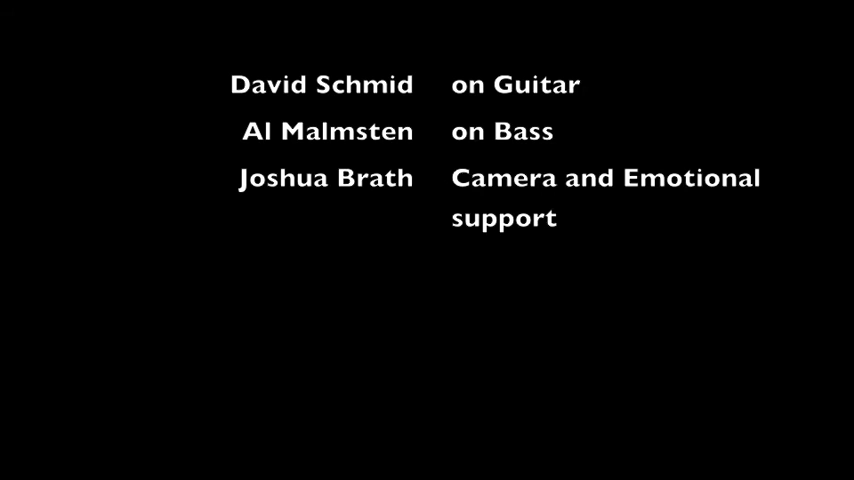 David Schmid on Guitar
Al Malmsten on Bass
Joshua Brath Camera and Emotional
support